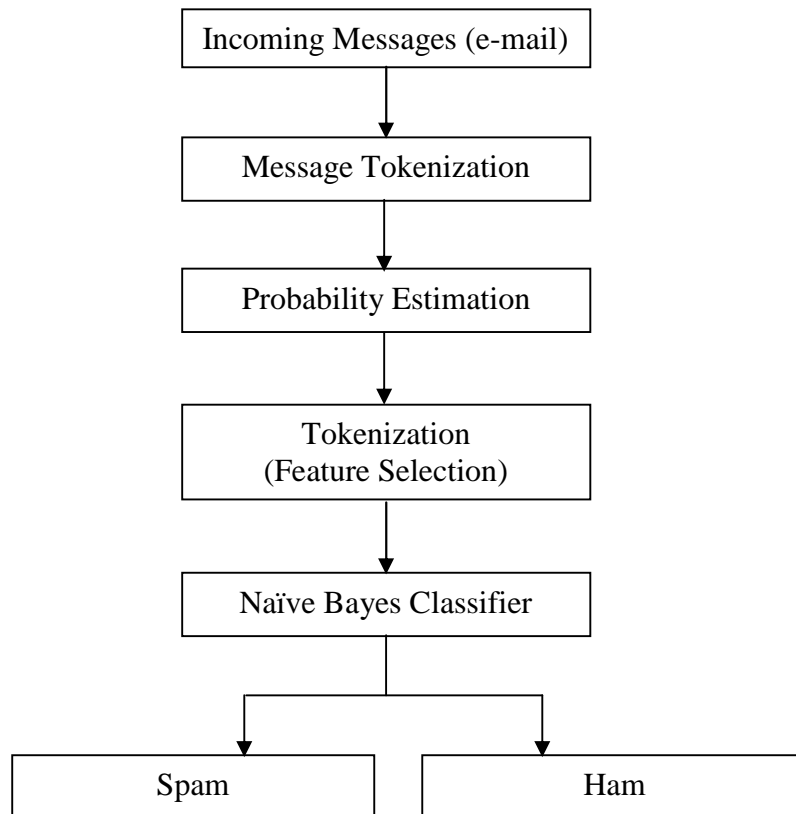 Incoming Messages (e-mail)
Message Tokenization
Probability Estimation
Tokenization
(Feature Selection)
Naïve Bayes Classifier
Spam
Ham